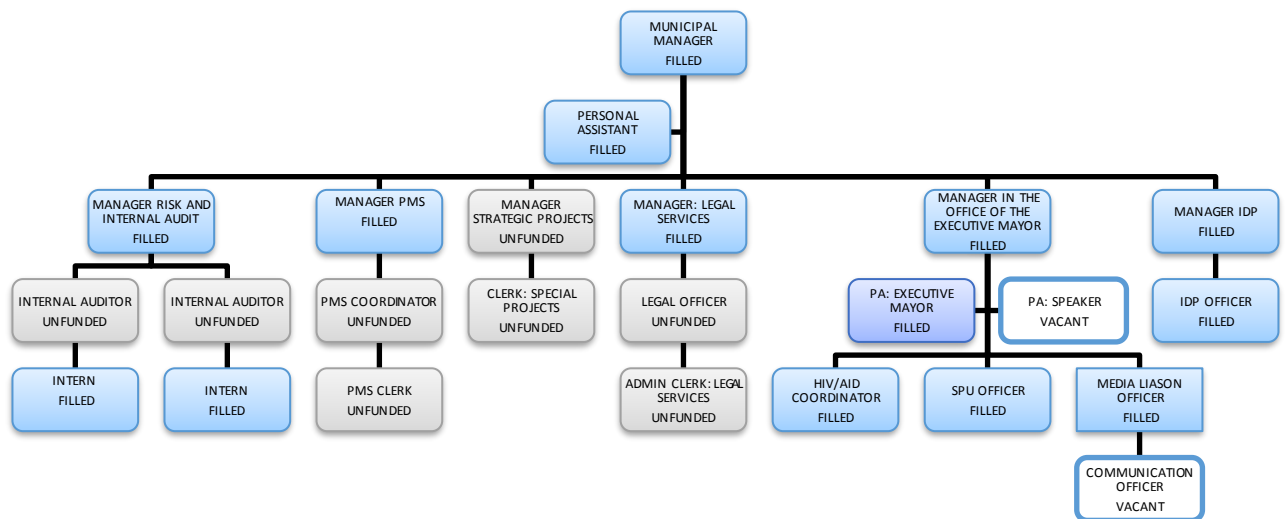 MUNICIPAL
MANAGER
FILLED
PERSONAL
ASSISTANT
FILLED
MANAGER RISK AND
INTERNAL AUDIT
FILLED
MANAGER PMS
FILLED
MANAGER
STRATEGIC PROJECTS
UNFUNDED
MANAGER: LEGAL
SERVICES
FILLED
MANAGER IN THE
OFFICE OF THE
EXECUTIVE MAYOR
FILLED
MANAGER IDP
FILLED
INTERNAL AUDITOR
UNFUNDED
INTERNAL AUDITOR
UNFUNDED
PMS COORDINATOR
UNFUNDED
CLERK: SPECIAL
PROJECTS
UNFUNDED
LEGAL OFFICER
UNFUNDED
PA: EXECUTIVE
MAYOR
FILLED
PA: SPEAKER
VACANT
IDP OFFICER
FILLED
INTERN
FILLED
INTERN
FILLED
PMS CLERK
UNFUNDED
ADMIN CLERK: LEGAL
SERVICES
UNFUNDED
HIV/AID
COORDINATOR
FILLED
SPU OFFICER
FILLED
MEDIA LIASON
OFFICER
FILLED
COMMUNICATION
OFFICER
VACANT